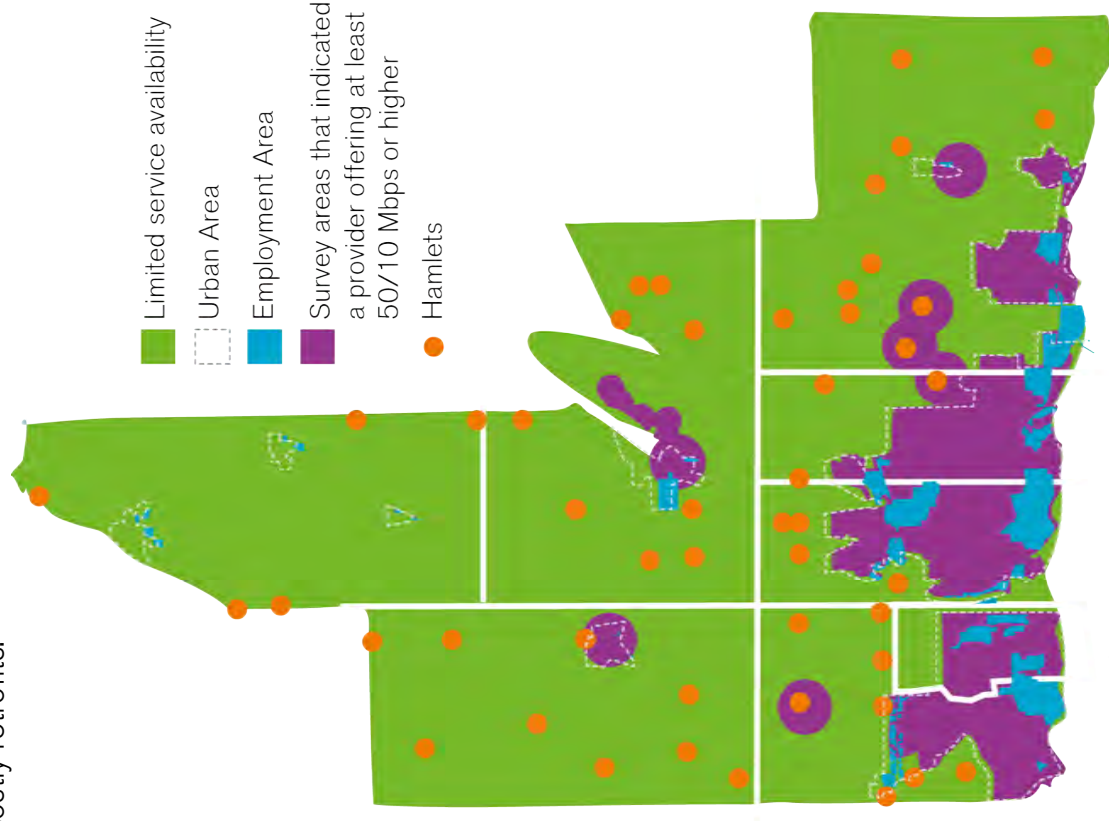 Limited service availability
Urban Area
Employment Area
Survey areas that indicated
a provider offering at least
50/10 Mbps or higher
Hamlets